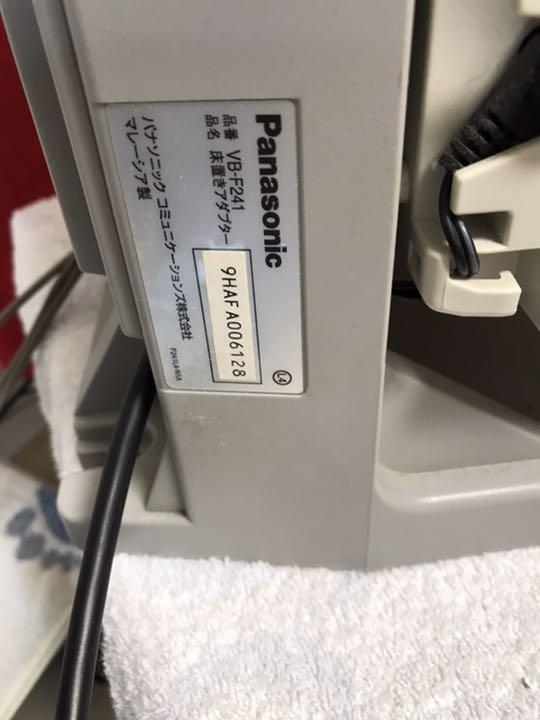 Panasonic
品番 VB-F241
品名 床置きアダプター
9HAFA006128
パナソニック コミュニケーションズ株式会社
マレーシア製
L4